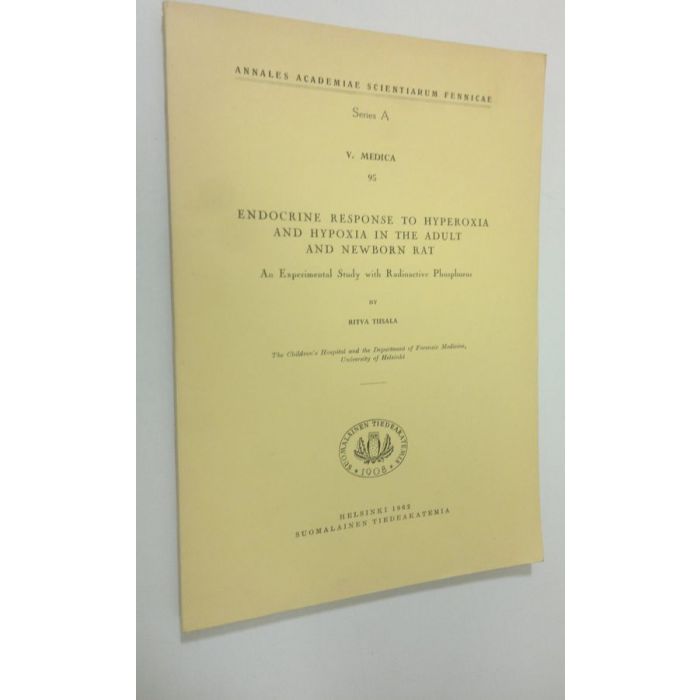 ANNALES ACADEMIAE SCIENTIARUM FENNICAE
Series A
V. MEDICA
95
ENDOCRINE RESPONSE TO HYPEROXIA
AND HYPOXIA IN THE ADULT
AND NEWBORN RAT
An Experimental Study with Radioactive Phosphorus
BY
RITVA TIISALA
The Children's Hospital and the Department of Forensic Medicine,
University of Helsinki
SUOMALAINEN TIEDEAKATEMIA
1908
HELSINKI 1962
SUOMALAINEN TIEDEAKATEMIA